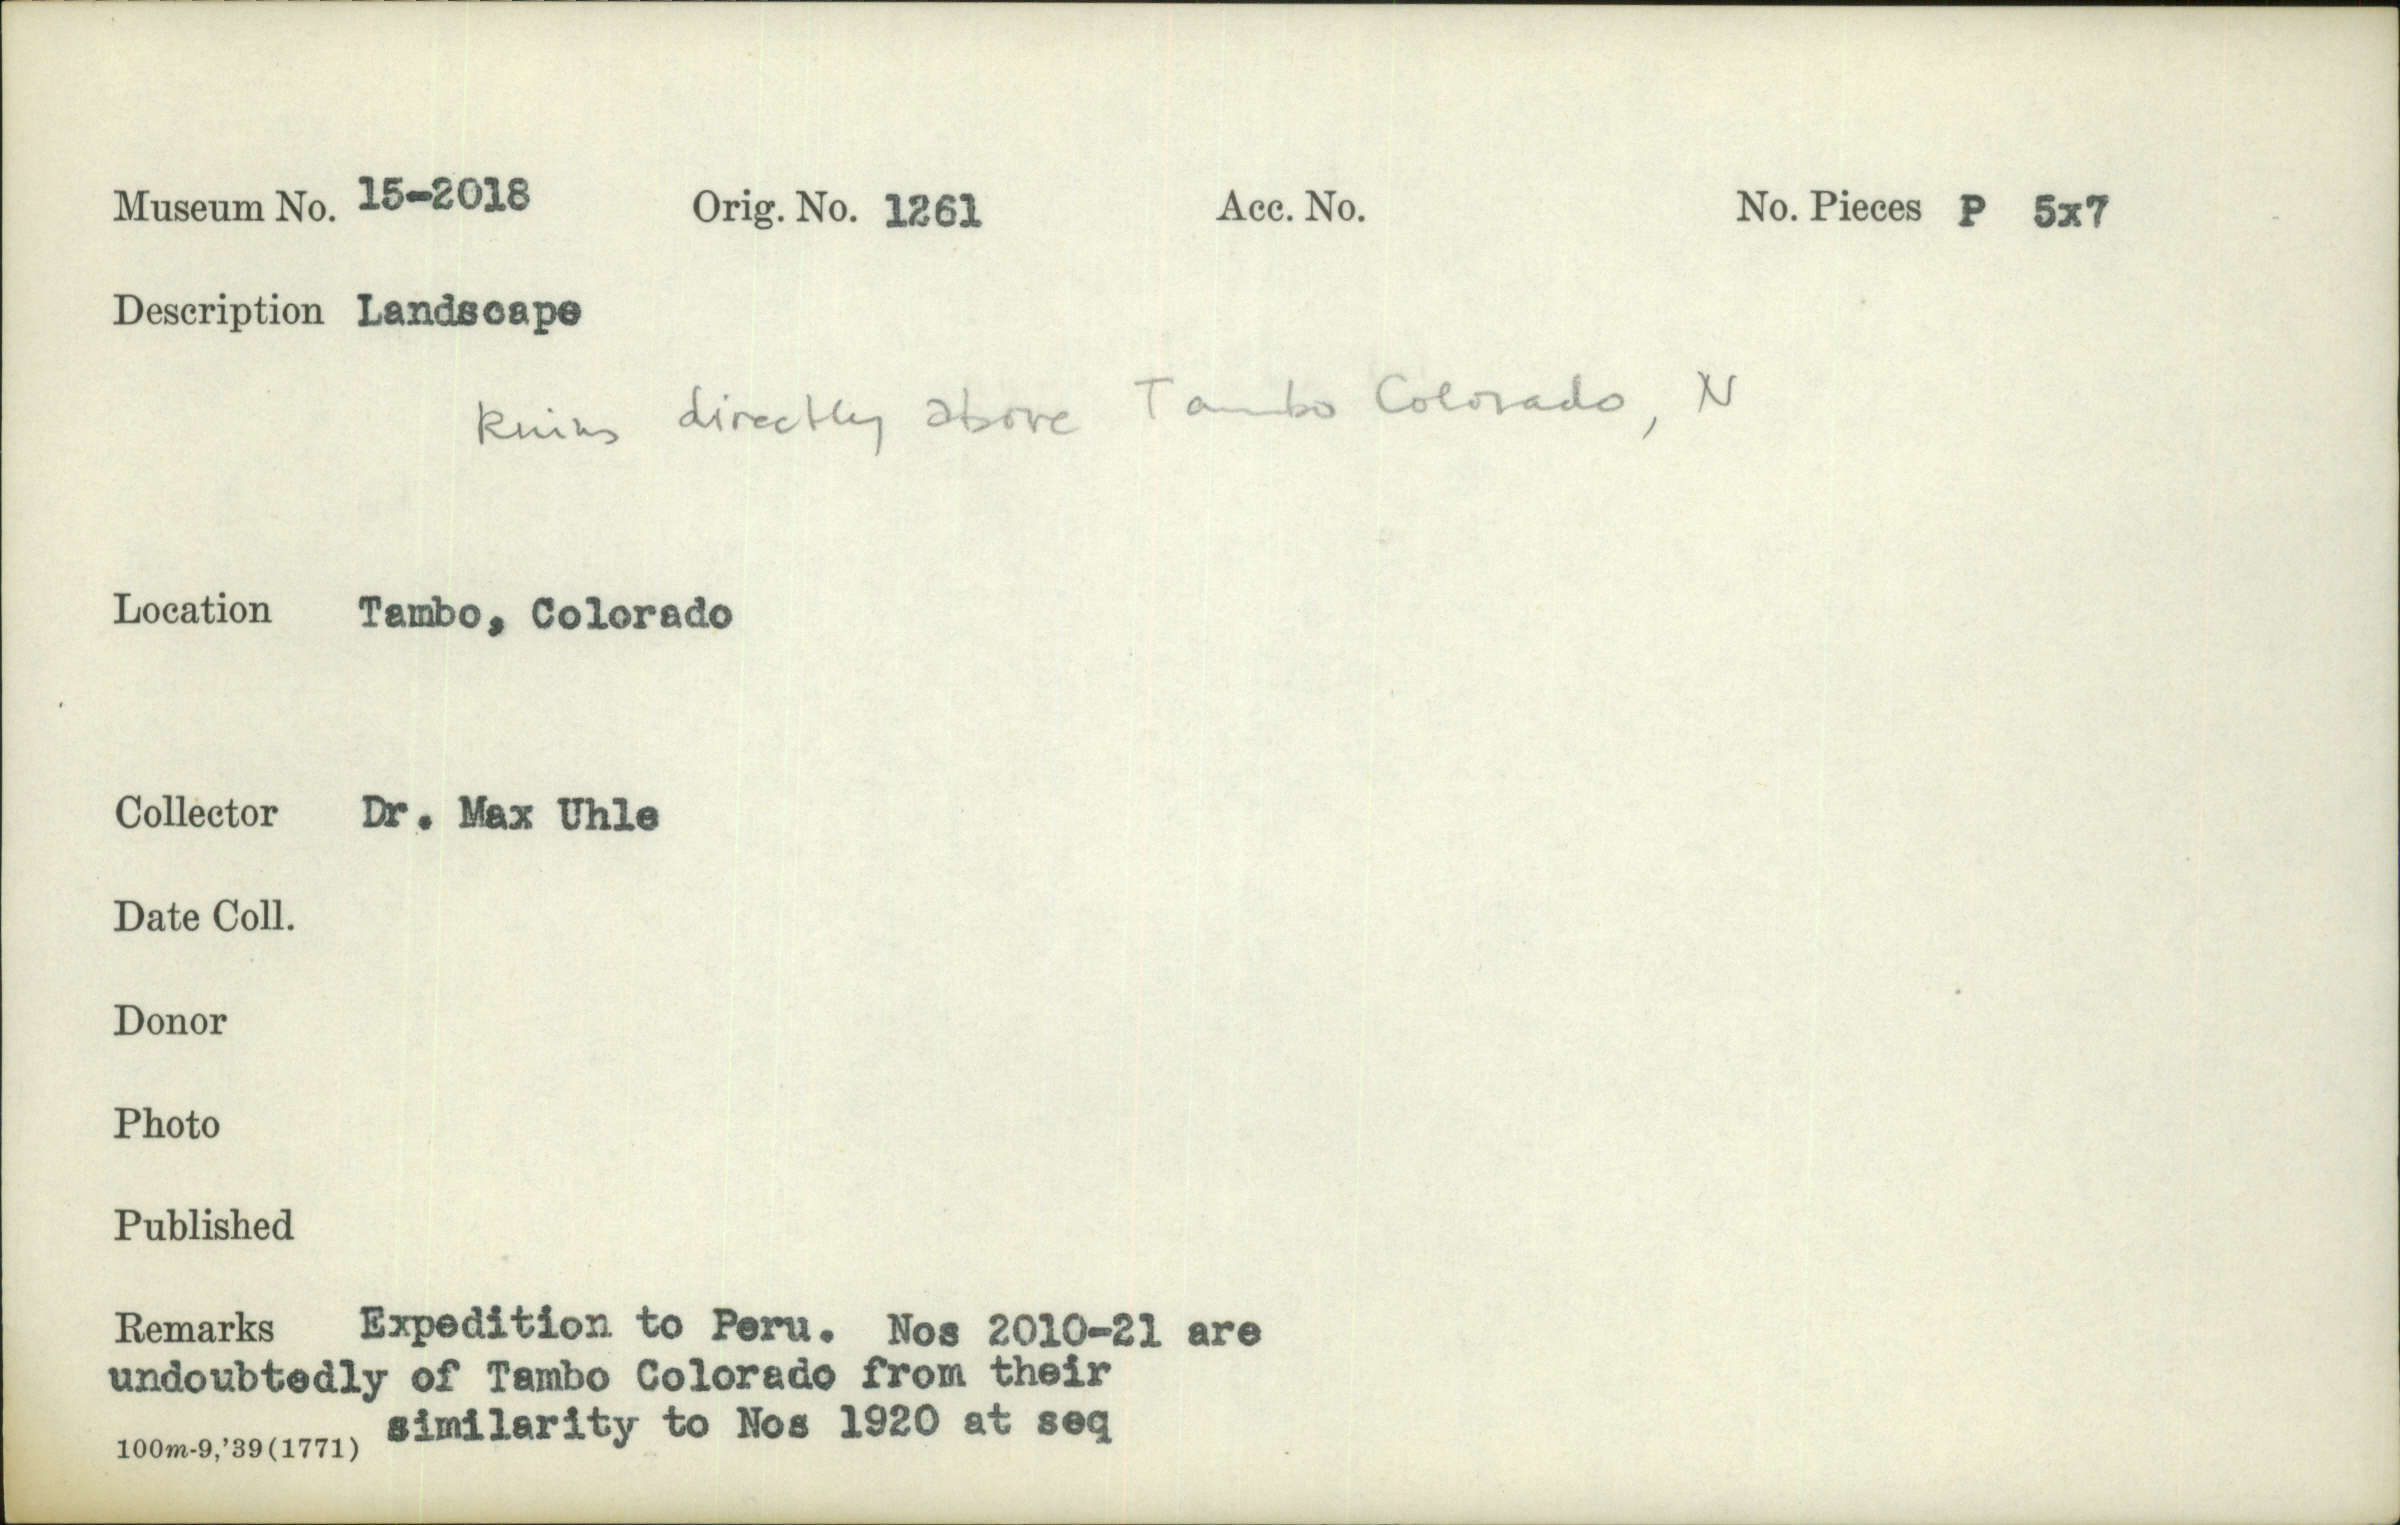 Museum No. 15-2018 Orig. No. 1261 Acc. No. No. Pieces P 5x7
Description Landscape
Ruins directly above Tambo Colorado, N
Location Tambo, Colorado
Collector Dr. Max Uhle
Date Coll.
Donor
Photo
Published
Remarks Expedition to Peru. Nos 2010-21 are
undoubtedly of Tambo Colorado from their
similarity to Nos 1920 at seq
100m-9,'39(1771)